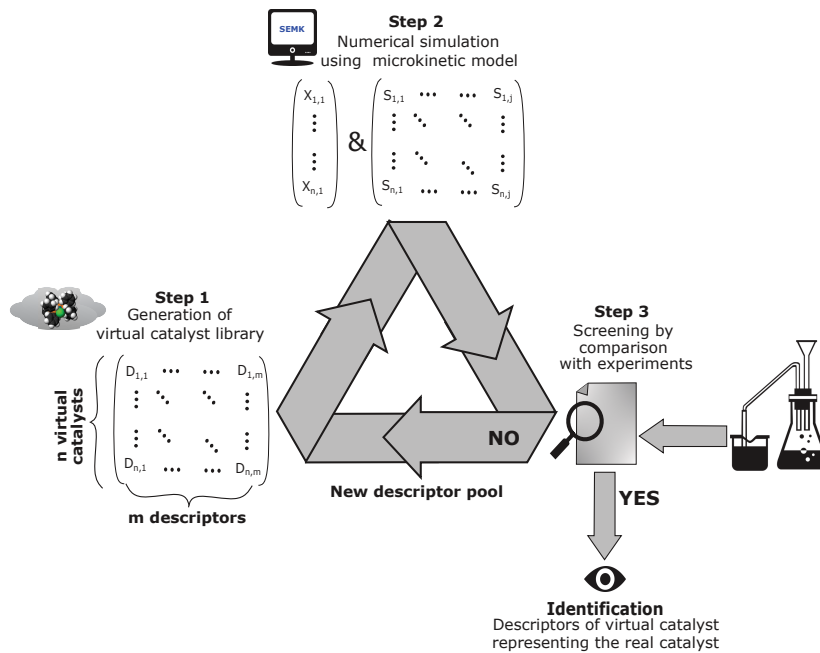 SEMK
Step 2
Numerical simulation
using microkinetic model
X1,1
Xn,1
&
S1,1 ••• ••• S1,j
Sn,1 ••• ••• Sn,j
Step 1
Generation of
virtual catalyst library
n virtual
catalysts
D1,1 ••• ••• D1,m
Dn,1 ••• ••• Dn,m
m descriptors
Step 3
Screening by
comparison
with experiments
NO
New descriptor pool
YES
Identification
Descriptors of virtual catalyst
representing the real catalyst